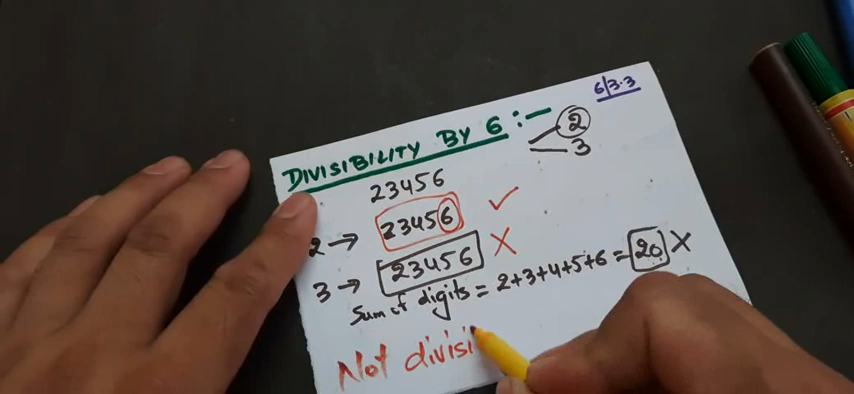 6/3.3
DIVISIBILITY BY 6 :- 2
3
23456
2 → 23456 ✓
3 → 23456 X
Sum of digits = 2+3+4+5+6 = 20 X
Not divisi